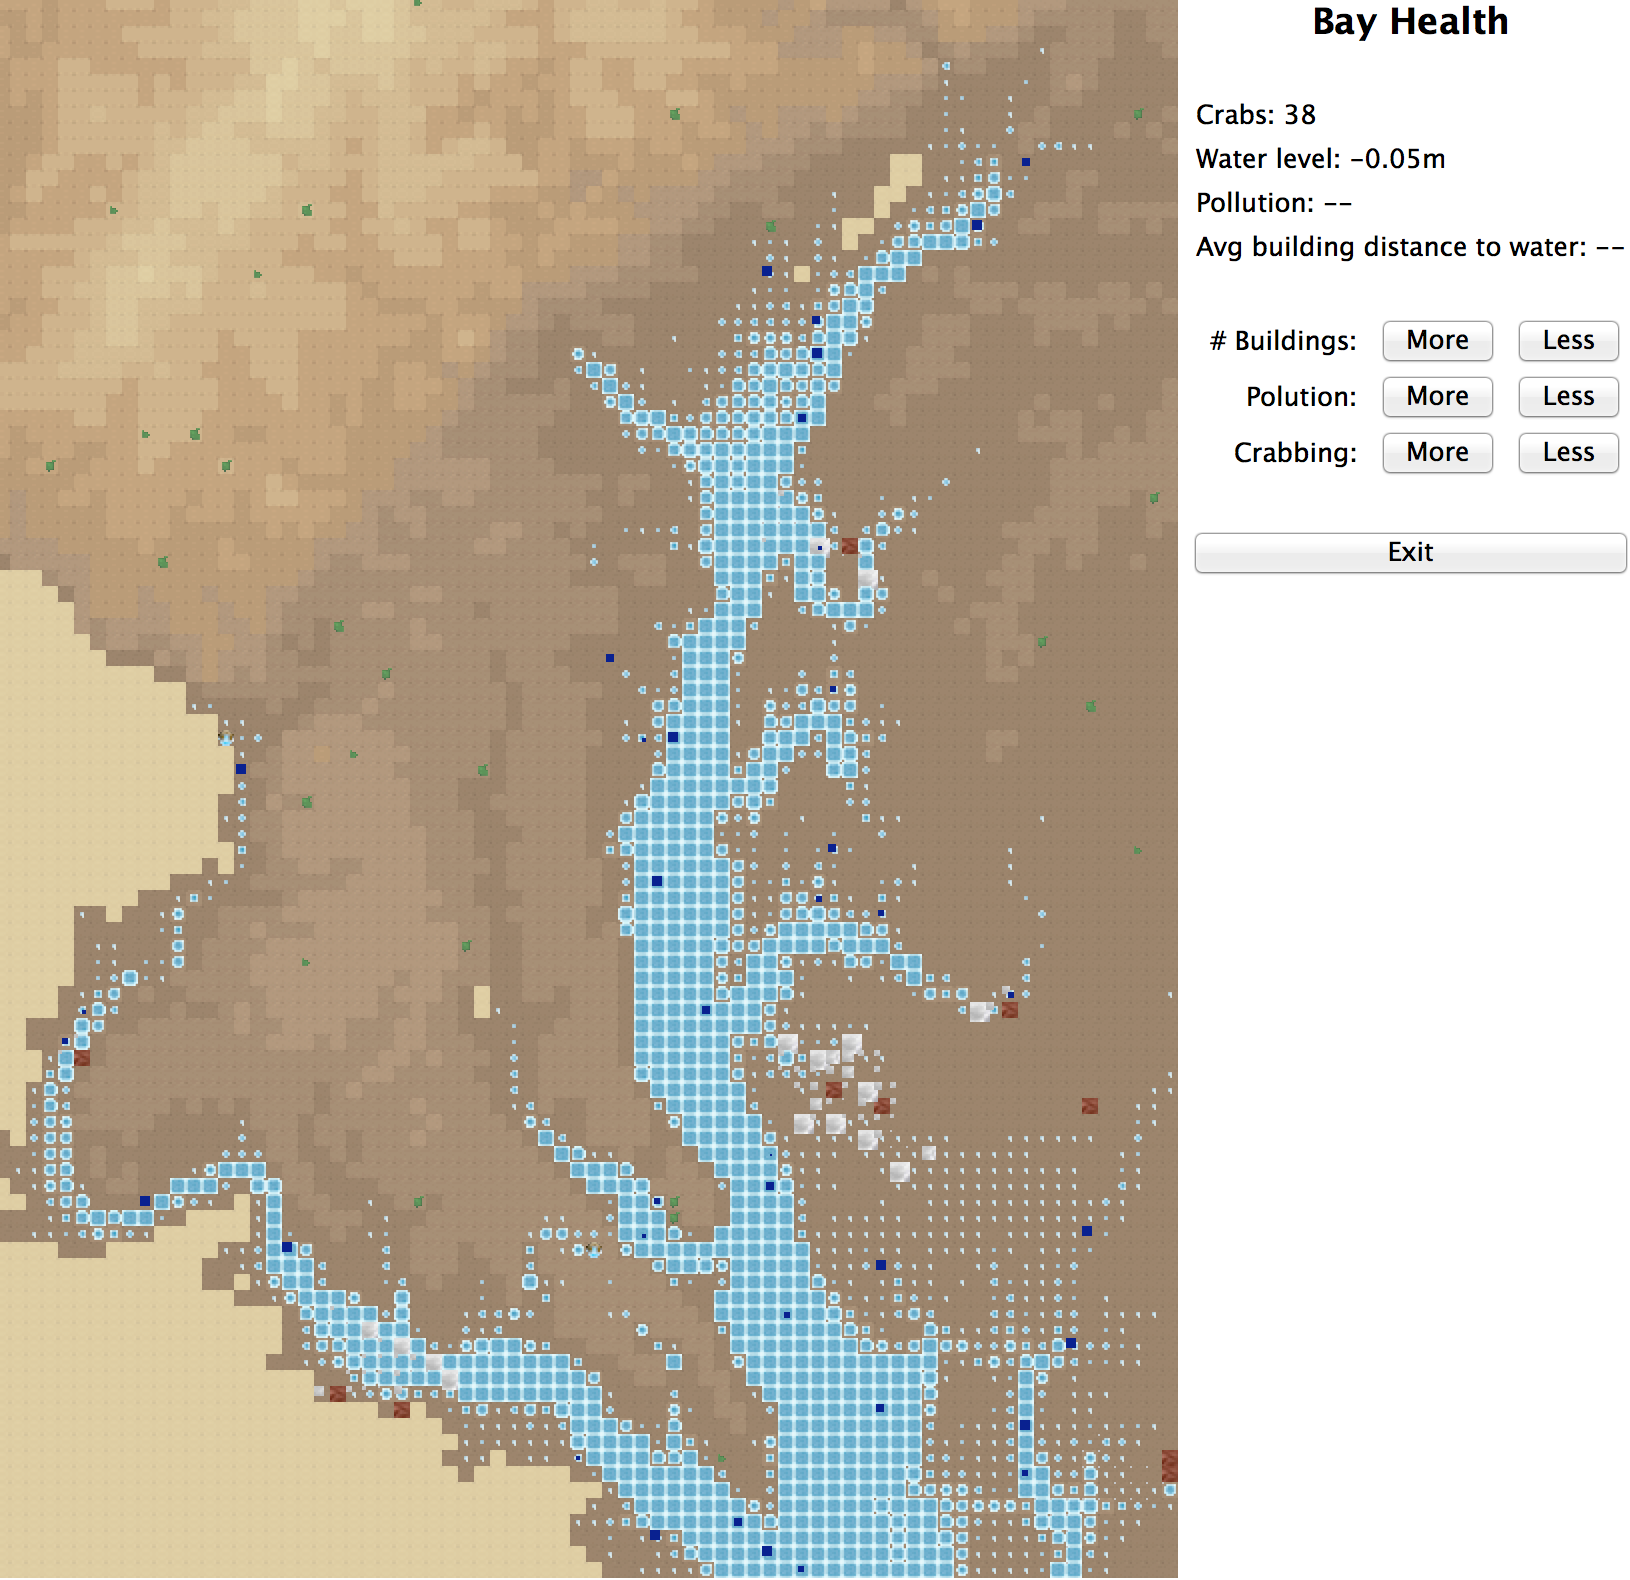 Bay Health
Crabs: 38
Water level: -0.05m
Pollution: --
Avg building distance to water: --
# Buildings: More Less
Polution: More Less
Crabbing: More Less
Exit